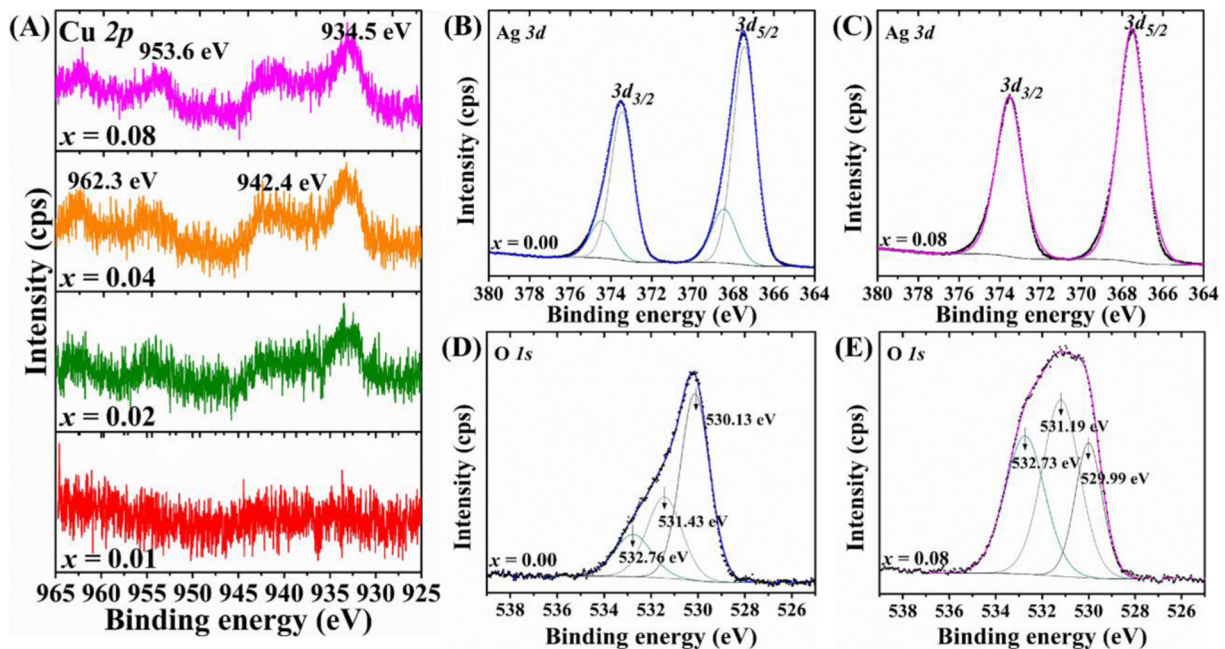 (A) Cu 2p
953.6 eV
934.5 eV
x = 0.08
962.3 eV
942.4 eV
x = 0.04
x = 0.02
x = 0.01
Intensity (cps)
965 960 955 950 945 940 935 930 925
Binding energy (eV)
(B) Ag 3d
3d5/2
3d3/2
x = 0.00
Intensity (cps)
380 376 374 372 370 368 366 364
Binding energy (eV)
(C) Ag 3d
3d5/2
3d3/2
x = 0.08
Intensity (cps)
380 376 374 372 370 368 366 364
Binding energy (eV)
(D) O 1s
530.13 eV
531.43 eV
532.76 eV
x = 0.00
Intensity (cps)
538 536 534 532 530 528 526
Binding energy (eV)
(E) O 1s
531.19 eV
532.73 eV
529.99 eV
x = 0.08
Intensity (cps)
538 536 534 532 530 528 526
Binding energy (eV)